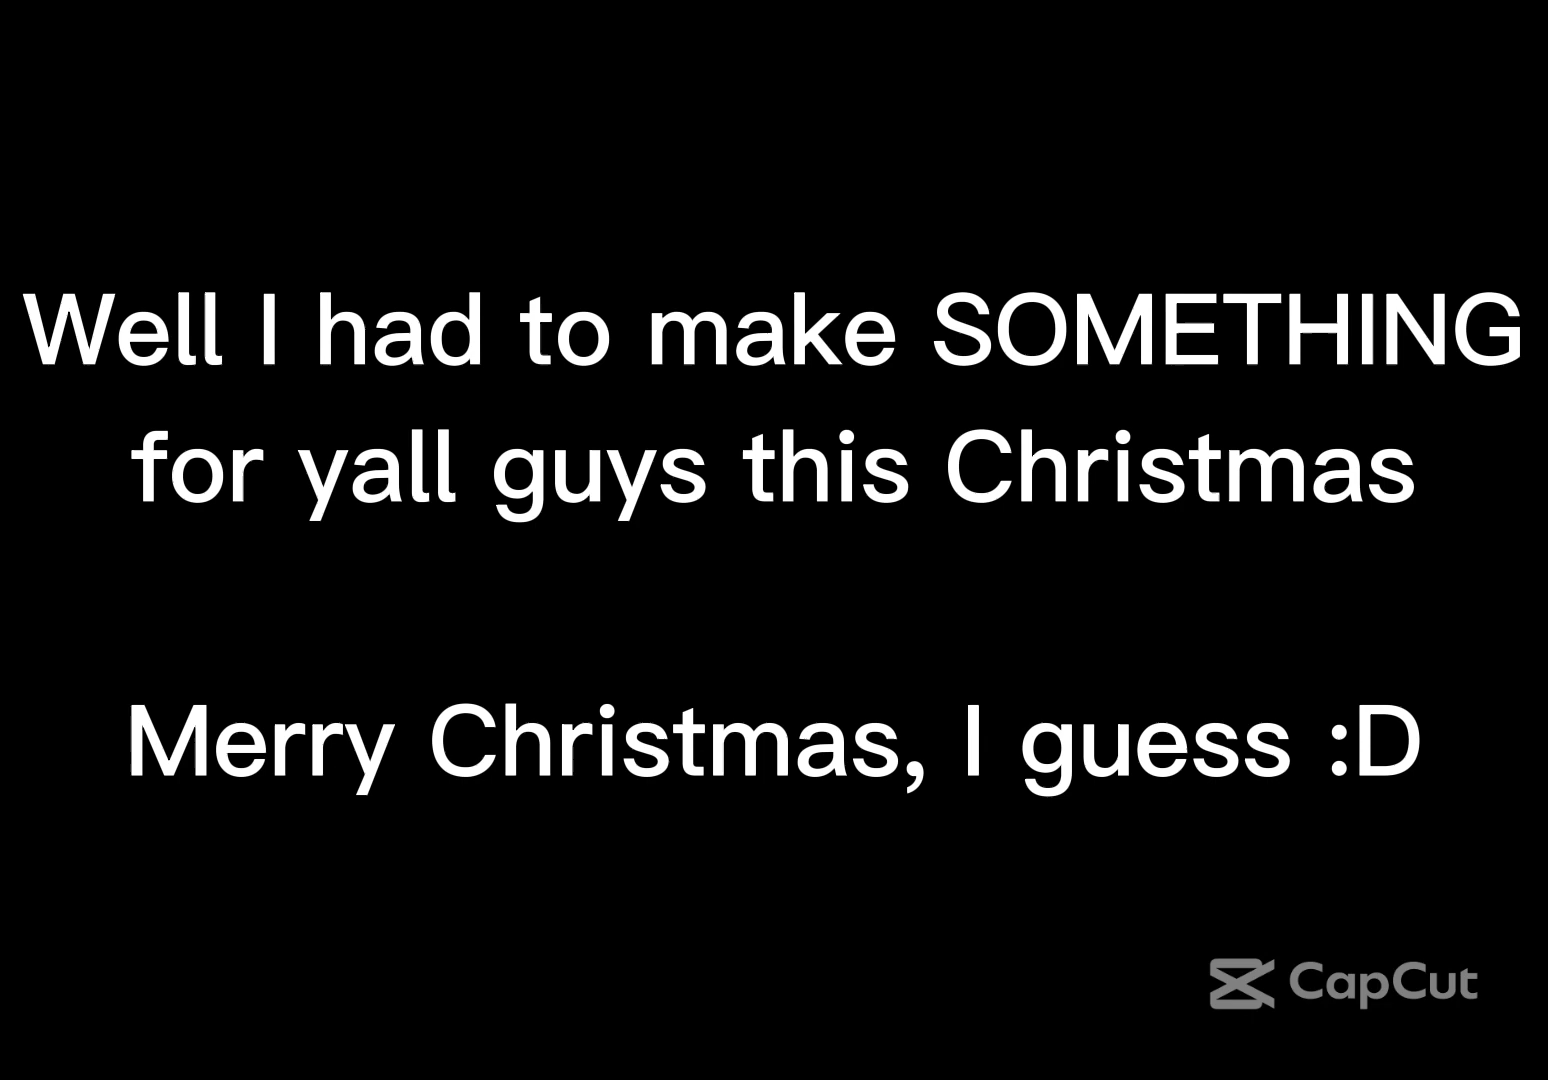 Well I had to make SOMETHING
for yall guys this Christmas
Merry Christmas, I guess :D
CapCut